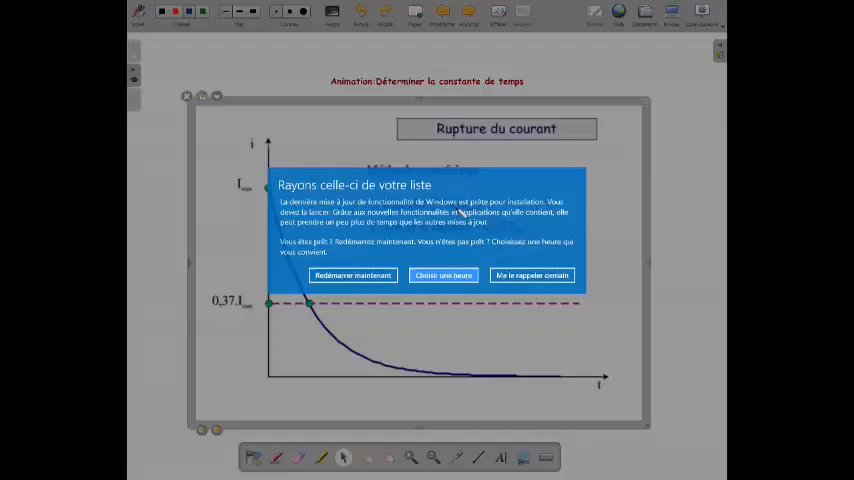 Pages
Web
Animation:Déterminer la constante de temps
Rupture du courant
i
Rayons celle-ci de votre liste
La dernière mise à jour de fonctionnalité de Windows est prête pour installation. Vous
devez la lancer. Grâce aux nouvelles fonctionnalités et applications qu'elle contient, elle
peut prendre un peu plus de temps que les autres mises à jour.
Vous êtes prêt ? Redémarrez maintenant. Vous n'êtes pas prêt ? Choisissez une heure qui
vous convient.
Redémarrer maintenant
Choisir une heure
Me le rappeler demain
t